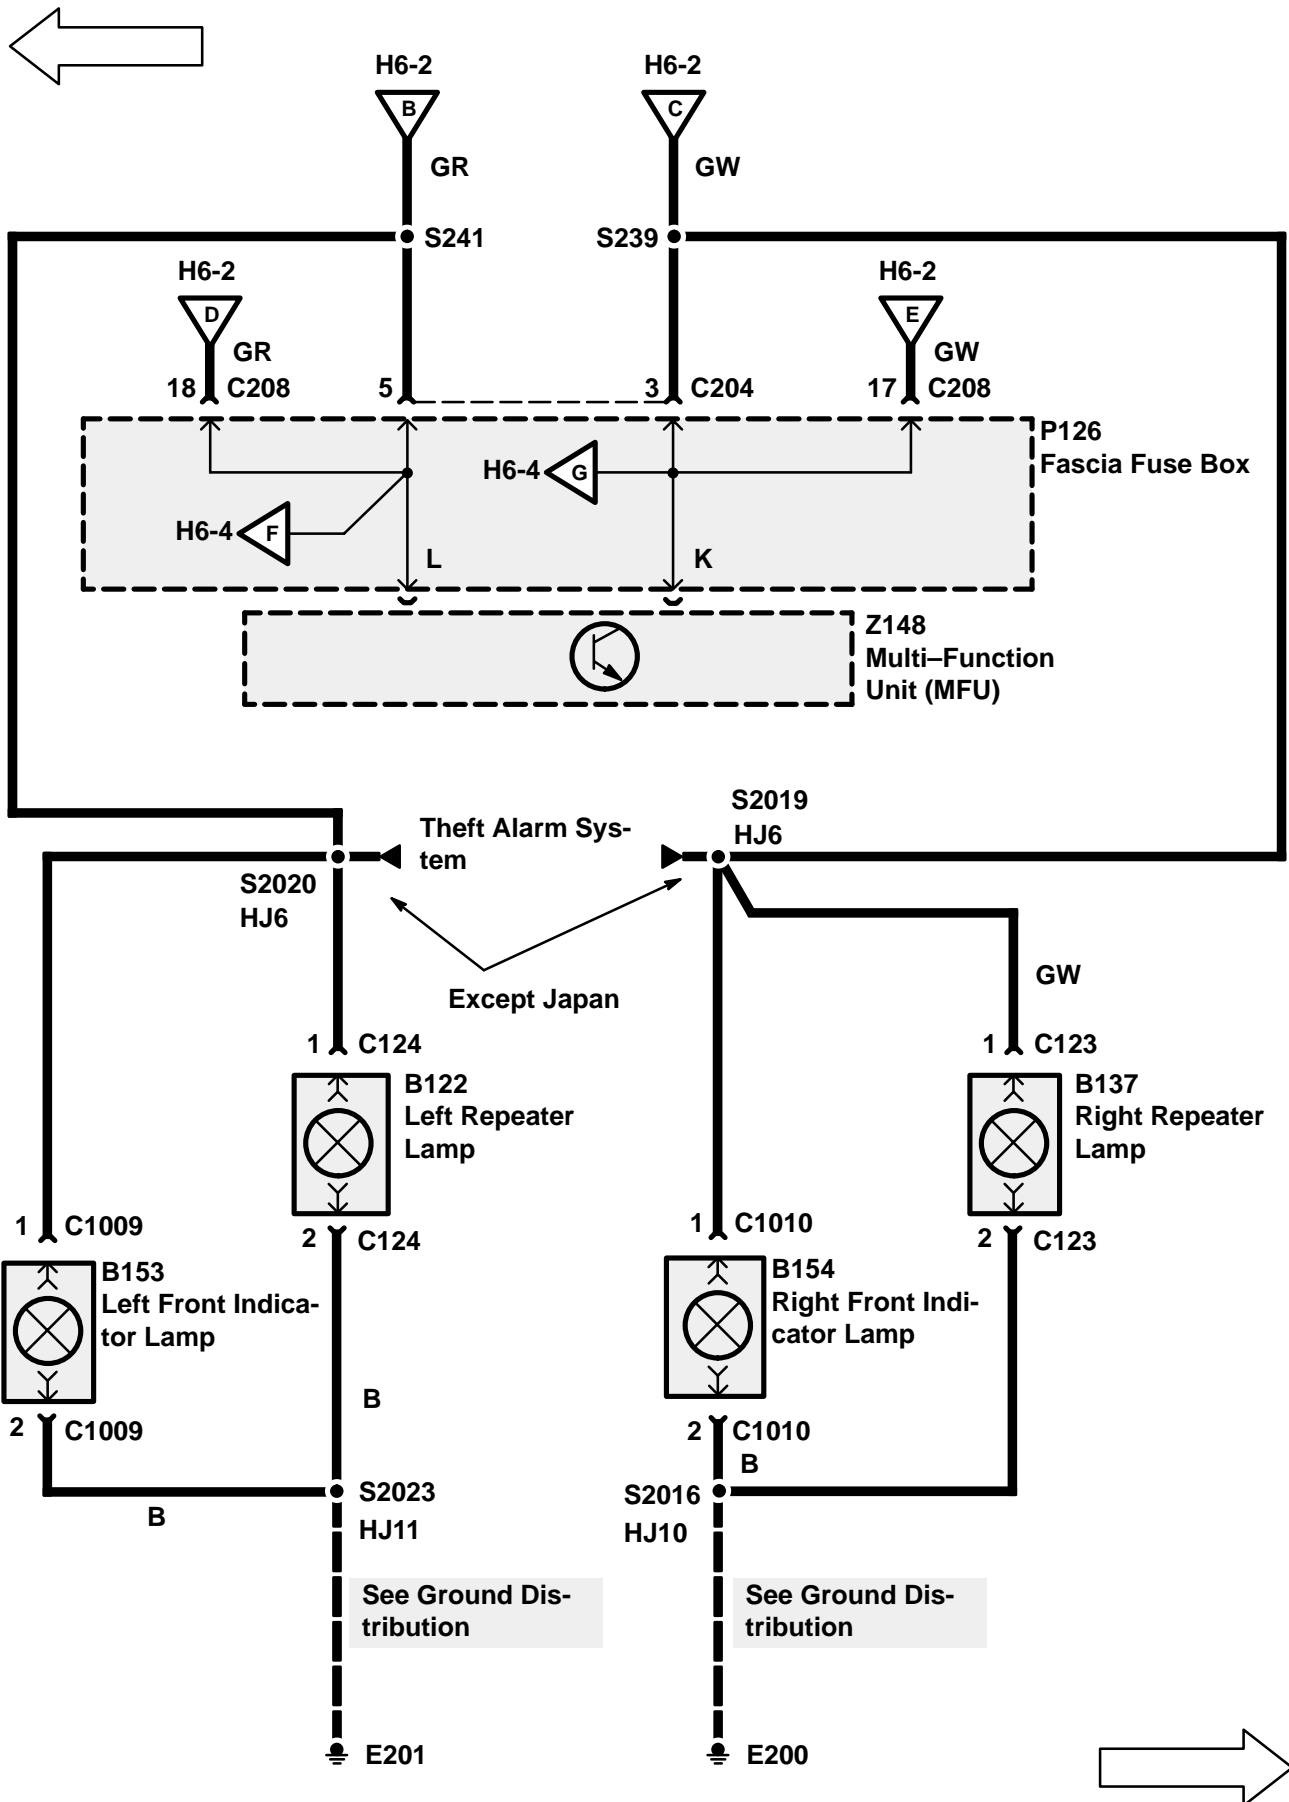 H6-2
H6-2
B
C
GR
GW
S241
S239
H6-2
H6-2
D
E
GR
GW
18
C208
5
3
C204
17
C208
P126
Fascia Fuse Box
H6-4
G
H6-4
F
L
K
Z148
Multi–Function
Unit (MFU)
S2019
HJ6
Theft Alarm Sys-
tem
S2020
HJ6
GW
Except Japan
1
C124
1
C123
B122
Left Repeater
Lamp
B137
Right Repeater
Lamp
1
C1009
2
C124
1
C1010
2
C123
B153
Left Front Indica-
tor Lamp
B154
Right Front Indi-
cator Lamp
B
2
C1009
2
C1010
B
B
S2023
HJ11
S2016
HJ10
See Ground Dis-
tribution
See Ground Dis-
tribution
E201
E200